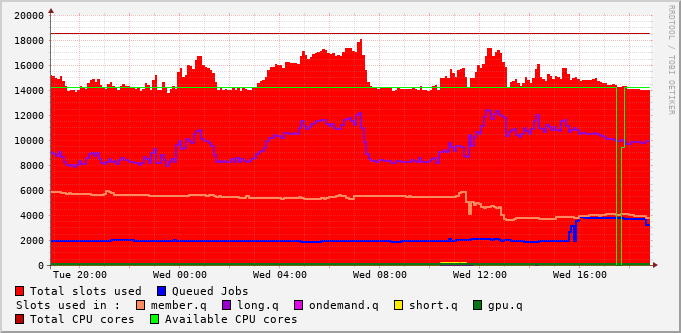 20000
18000
16000
14000
12000
10000
8000
6000
4000
2000
0
Tue 20:00 Wed 00:00 Wed 04:00 Wed 08:00 Wed 12:00 Wed 16:00
Total slots used Queued Jobs
Slots used in : member.q long.q ondemand.q short.q gpu.q
Total CPU cores Available CPU cores
RRDTOOL / TOBI OETIKER